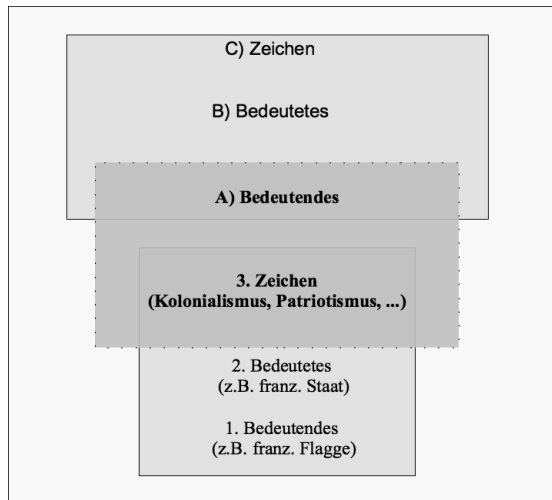 C) Zeichen
B) Bedeutetes
A) Bedeutendes
3. Zeichen
(Kolonialismus, Patriotismus, ...)
2. Bedeutetes
(z.B. franz. Staat)
1. Bedeutendes
(z.B. franz. Flagge)